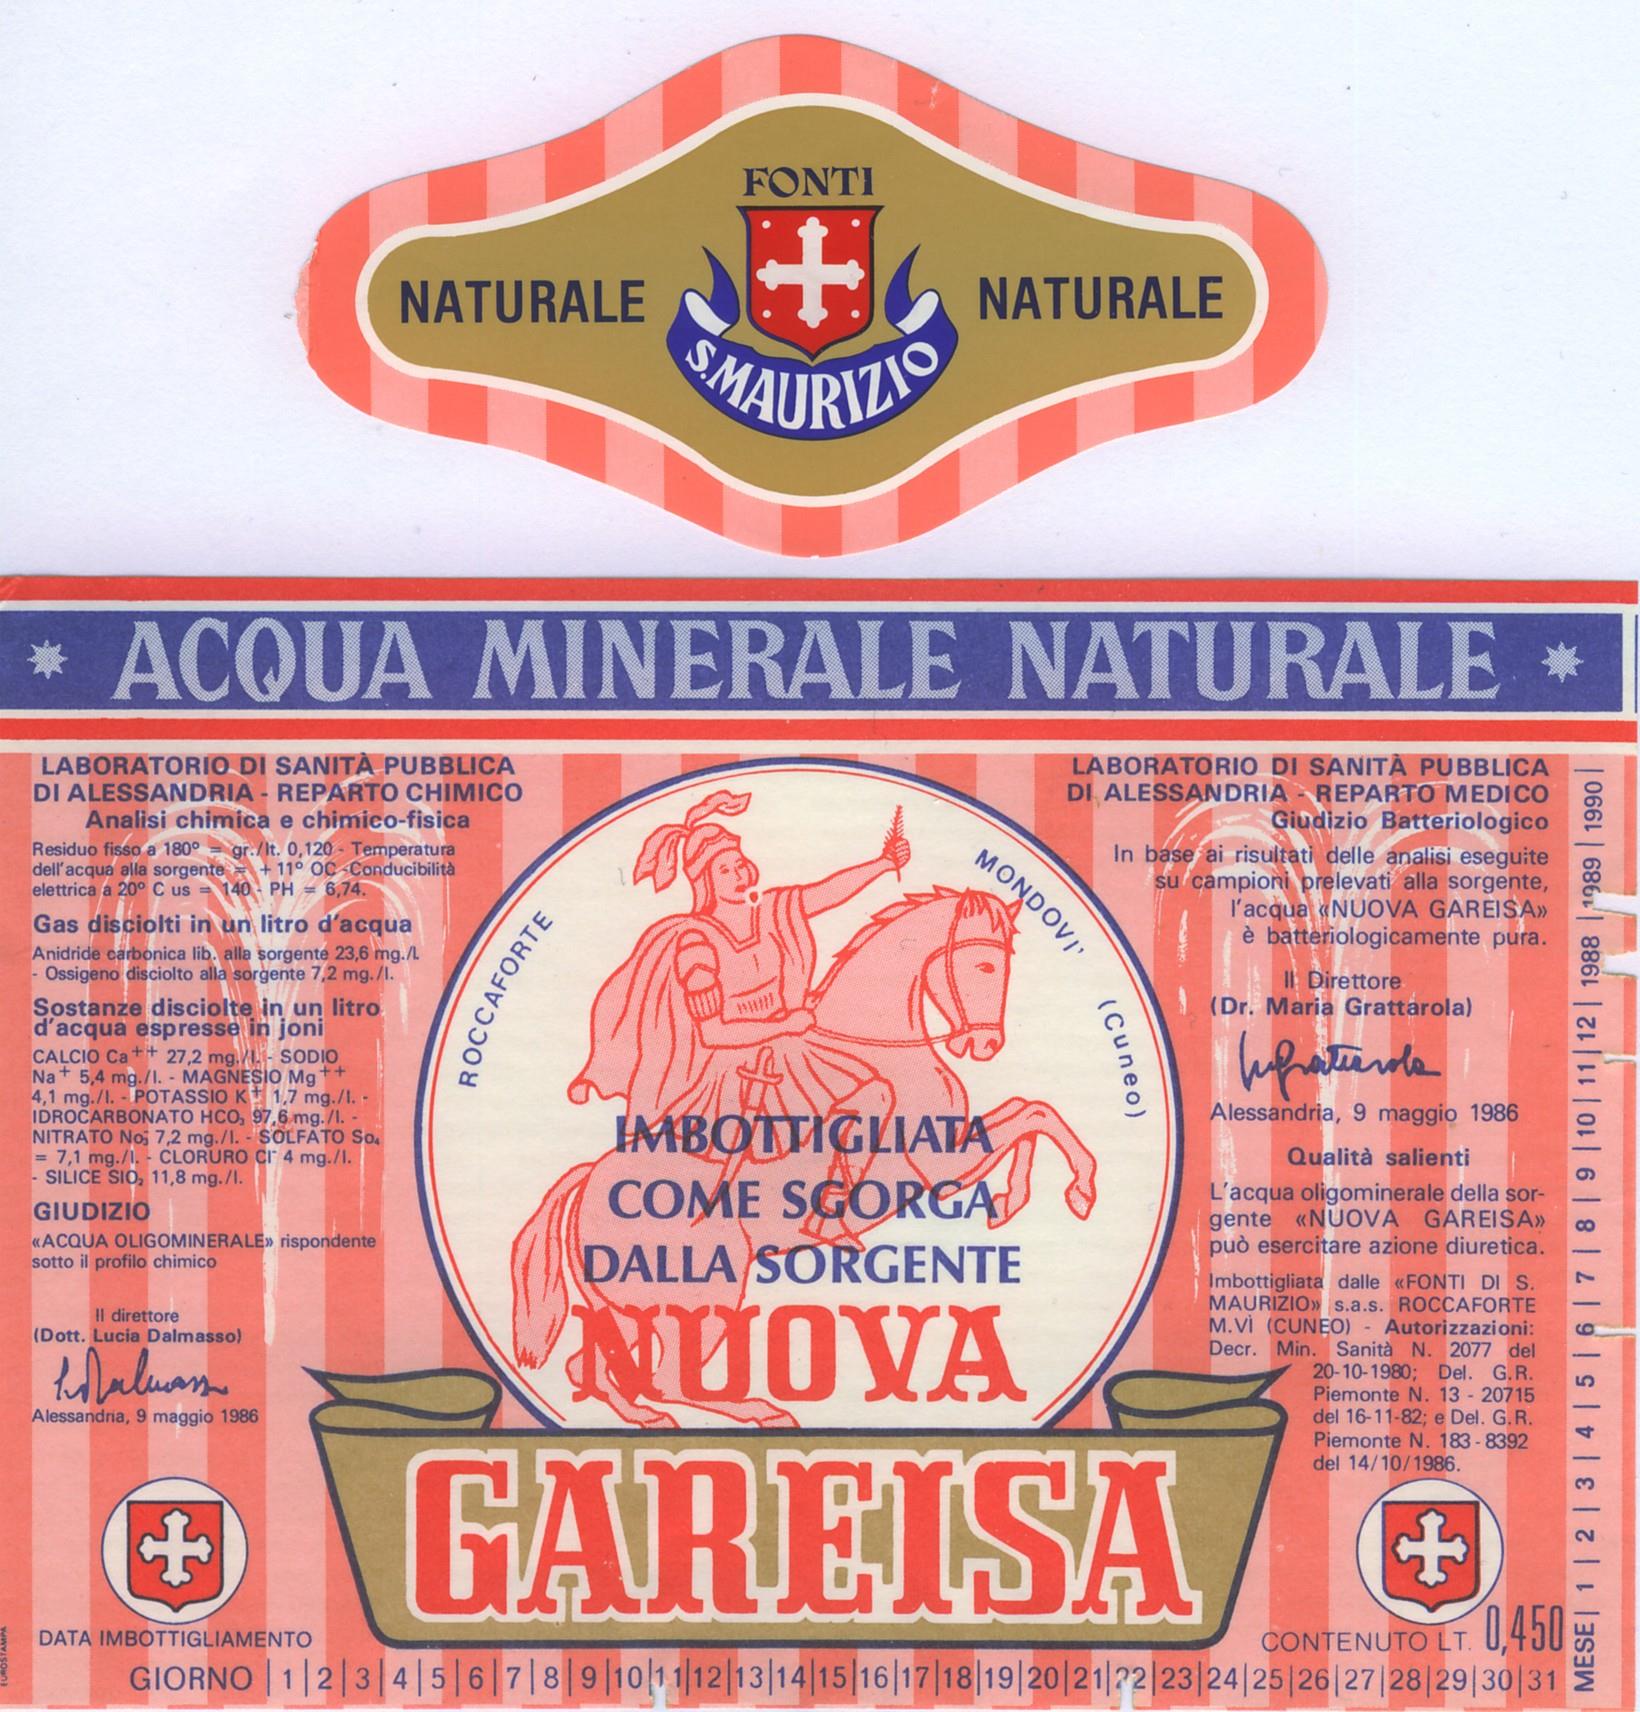 FONTI
NATURALE
NATURALE
S. MAURIZIO
* ACQUA MINERALE NATURALE *
LABORATORIO DI SANITÀ PUBBLICA
DI ALESSANDRIA - REPARTO CHIMICO
Analisi chimica e chimico-fisica
Residuo fisso a 180º = gr./lt. 0,120 - Temperatura
dell'acqua alla sorgente = +11º OC - Conducibilità
elettrica a 20º C us = 140 - PH = 6,74.
Gas disciolti in un litro d'acqua
Anidride carbonica lib. alla sorgente 23,6 mg./l.
- Ossigeno disciolto alla sorgente 7,2 mg./l.
Sostanze disciolte in un litro
d'acqua espresse in joni
CALCIO Ca++ 27,2 mg./l. - SODIO
Na+ 5,4 mg./l. - MAGNESIO Mg++
4,1 mg./l. - POTASSIO K+ 1,7 mg./l. -
IDROCARBONATO HCO₃ 97,6 mg./l. -
NITRATO No₃⁻ 7,2 mg./l. - SOLFATO So₄
= 7,1 mg./l. - CLORURO Cl⁻ 4 mg./l.
- SILICE SIO₂ 11,8 mg./l.
GIUDIZIO
«ACQUA OLIGOMINERALE» rispondente
sotto il profilo chimico
Il direttore
(Dott. Lucia Dalmasso)
Alessandria, 9 maggio 1986
ROCCAFORTE
MONDOVI'
(Cuneo)
IMBOTTIGLIATA
COME SGORGA
DALLA SORGENTE
NUOVA
GAREISA
LABORATORIO DI SANITÀ PUBBLICA
DI ALESSANDRIA - REPARTO MEDICO
Giudizio Batteriologico
In base ai risultati delle analisi eseguite
su campioni prelevati alla sorgente,
l'acqua «NUOVA GAREISA»
è batteriologicamente pura.
Il Direttore
(Dr. Maria Grattarola)
Alessandria, 9 maggio 1986
Qualità salienti
L'acqua oligominerale della sor-
gente «NUOVA GAREISA»
può esercitare azione diuretica.
Imbottigliata dalle «FONTI DI S.
MAURIZIO» s.a.s. ROCCAFORTE
M.VÌ (CUNEO) - Autorizzazioni:
Decr. Min. Sanità N. 2077 del
20-10-1980; Del. G.R.
Piemonte N. 13 - 20715
del 16-11-82; e Del. G.R.
Piemonte N. 183 - 8392
del 14/10/1986.
CONTENUTO LT. 0,450
MESE | 1 | 2 | 3 | 4 | 5 | 6 | 7 | 8 | 9 | 10 | 11 | 12 | 1988 | 1989 | 1990 |
DATA IMBOTTIGLIAMENTO
GIORNO | 1 | 2 | 3 | 4 | 5 | 6 | 7 | 8 | 9 | 10 | 11 | 12 | 13 | 14 | 15 | 16 | 17 | 18 | 19 | 20 | 21 | 22 | 23 | 24 | 25 | 26 | 27 | 28 | 29 | 30 | 31
EUROSTAMPA